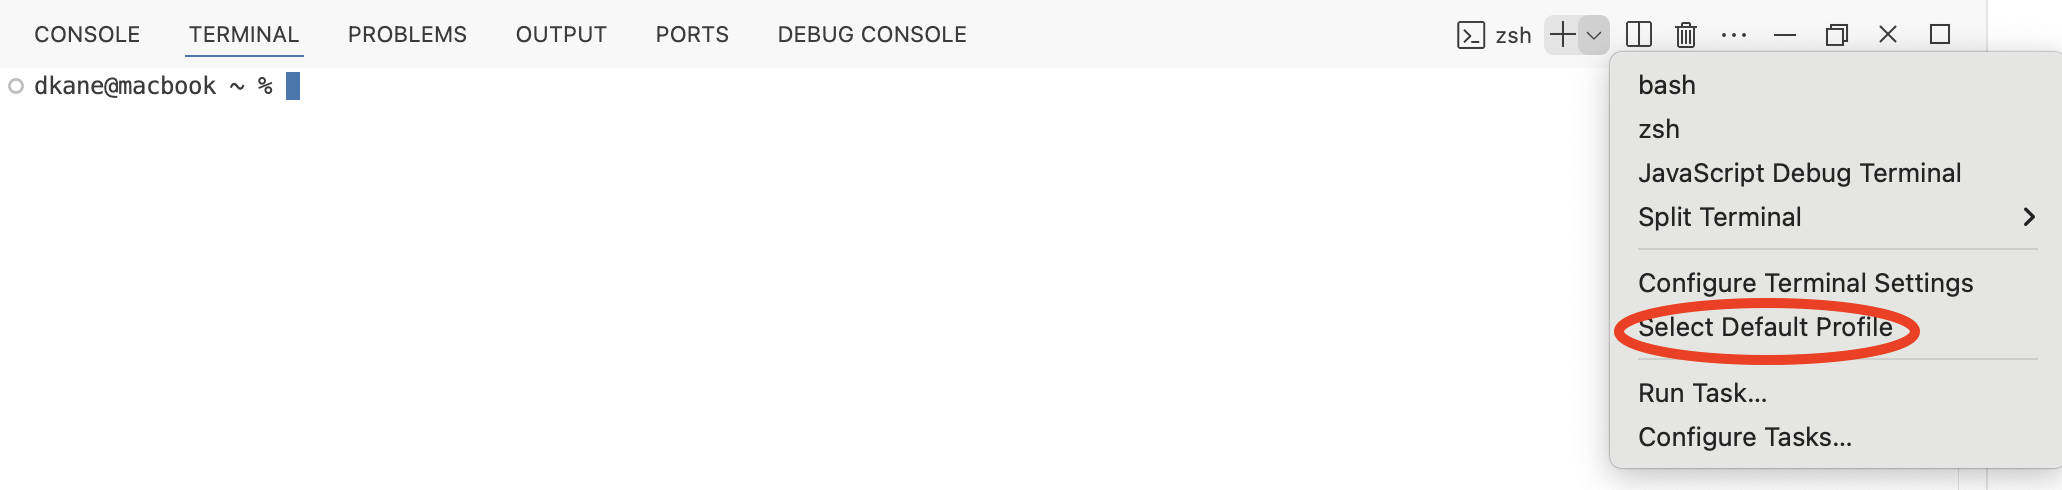 CONSOLE TERMINAL PROBLEMS OUTPUT PORTS DEBUG CONSOLE zsh
dkane@macbook ~ %
bash
zsh
JavaScript Debug Terminal
Split Terminal
Configure Terminal Settings
Select Default Profile
Run Task...
Configure Tasks...